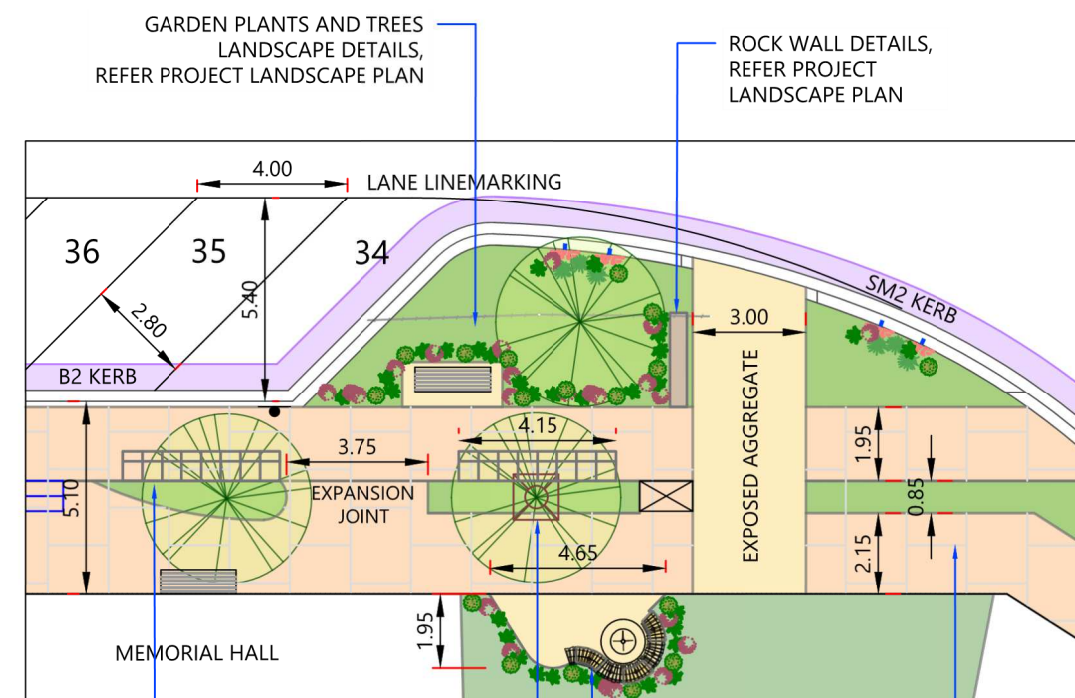 GARDEN PLANTS AND TREES
LANDSCAPE DETAILS,
REFER PROJECT LANDSCAPE PLAN
ROCK WALL DETAILS,
REFER PROJECT
LANDSCAPE PLAN
4.00
LANE LINEMARKING
36
35
34
5.40
2.80
SM2 KERB
3.00
B2 KERB
EXPOSED AGGREGATE
4.15
3.75
1.95
5.10
EXPANSION
JOINT
0.85
4.65
2.15
1.95
MEMORIAL HALL